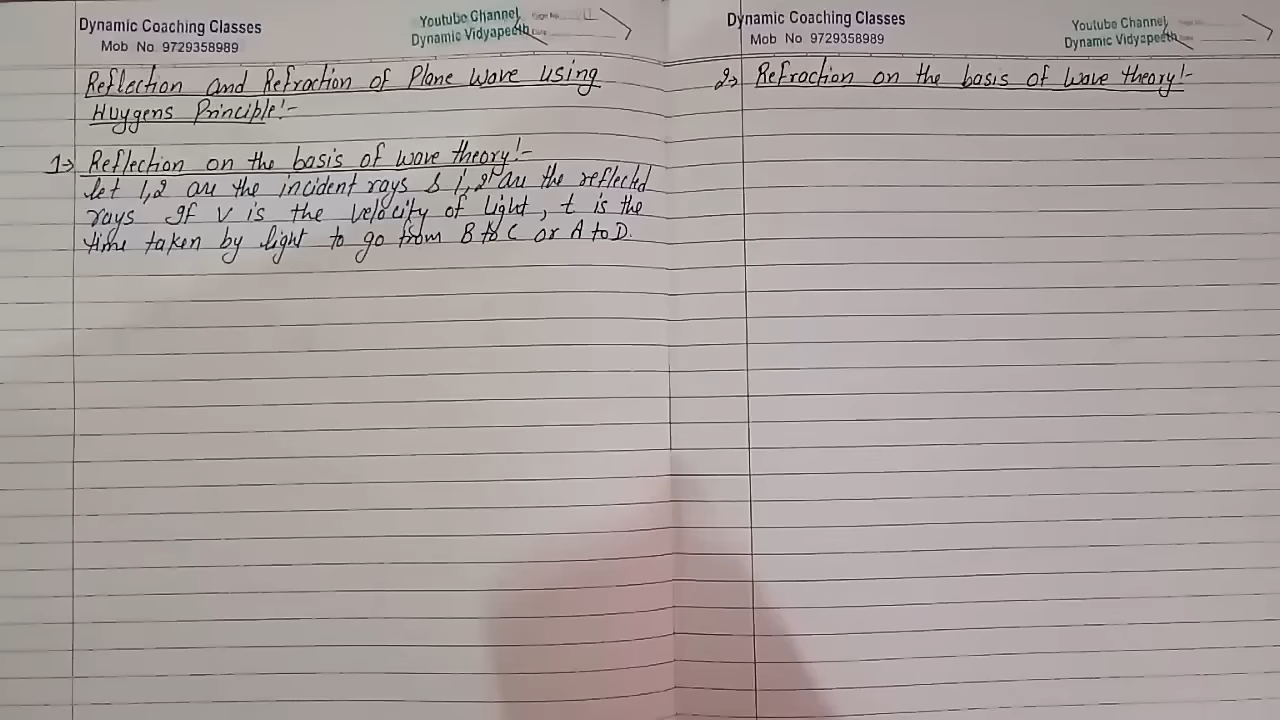 Dynamic Coaching Classes
Mob No 9729358989
Youtube Channel
Dynamic Vidyapeeth
Reflection and Refraction of Plane wave using
Huygens Principle!-
1⇒ Reflection on the basis of wave theory!-
let 1,2 are the incident rays & 1',2' are the reflected
rays If v is the velocity of light, t is the
time taken by light to go from B to C or A to D.
Dynamic Coaching Classes
Mob No 9729358989
Youtube Channel
Dynamic Vidyapeeth
2⇒ Refraction on the basis of wave theory!-